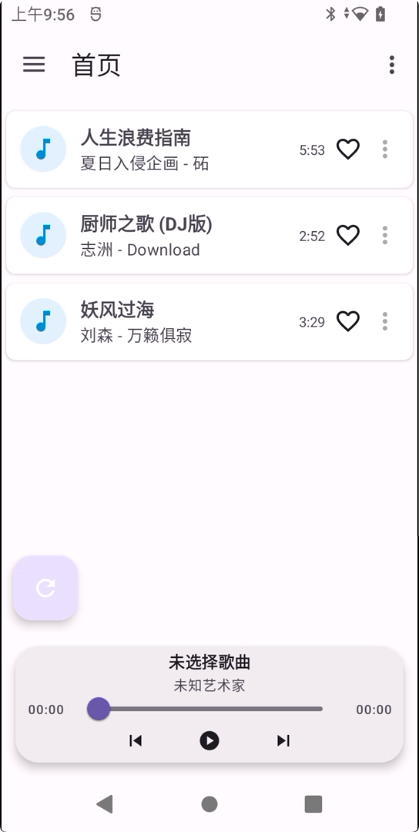 上午9:56
首页
人生浪费指南
夏日入侵企画 - 砳
5:53
厨师之歌 (DJ版)
志洲 - Download
2:52
妖风过海
刘森 - 万籁俱寂
3:29
未选择歌曲
未知艺术家
00:00
00:00